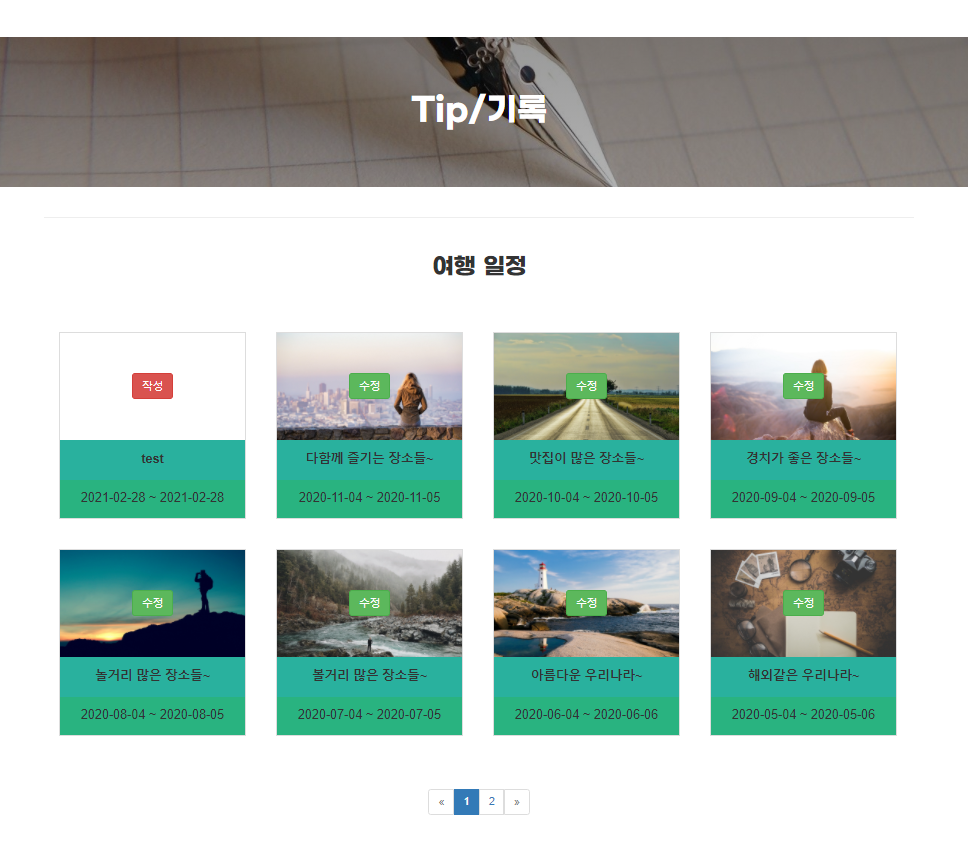 Tip/기록
여행 일정
작성
수정
수정
수정
test
다함께 즐기는 장소들~
맛집이 많은 장소들~
경치가 좋은 장소들~
2021-02-28 ~ 2021-02-28
2020-11-04 ~ 2020-11-05
2020-10-04 ~ 2020-10-05
2020-09-04 ~ 2020-09-05
수정
수정
수정
수정
놀거리 많은 장소들~
볼거리 많은 장소들~
아름다운 우리나라~
해외같은 우리나라~
2020-08-04 ~ 2020-08-05
2020-07-04 ~ 2020-07-05
2020-06-04 ~ 2020-06-06
2020-05-04 ~ 2020-05-06
« 1 2 »